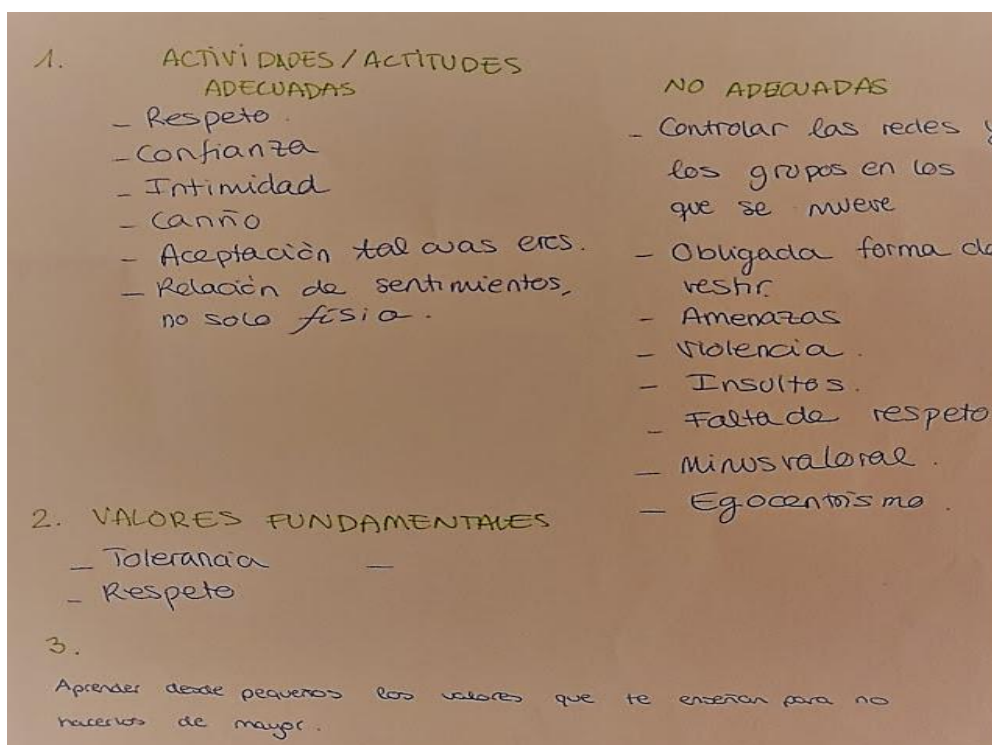 1. ACTIVIDADES / ACTITUDES
ADECUADAS
- Respeto.
- Confianza
- Intimidad
- Cariño
- Aceptación tal cuas eres.
- Relación de sentimientos,
no solo físia.
NO ADECUADAS
- Controlar las redes y
los grupos en los
que se mueve
- Obligada forma de
vestir.
- Amenazas
- Violencia.
- Insultos.
- Falta de respeto
- Minusvaloral.
- Egocentrismo.
2. VALORES FUNDAMENTALES
- Tolerancia -
- Respeto
3.
Aprender desde pequeños los valores que te enseñan para no
hacerlos de mayor.